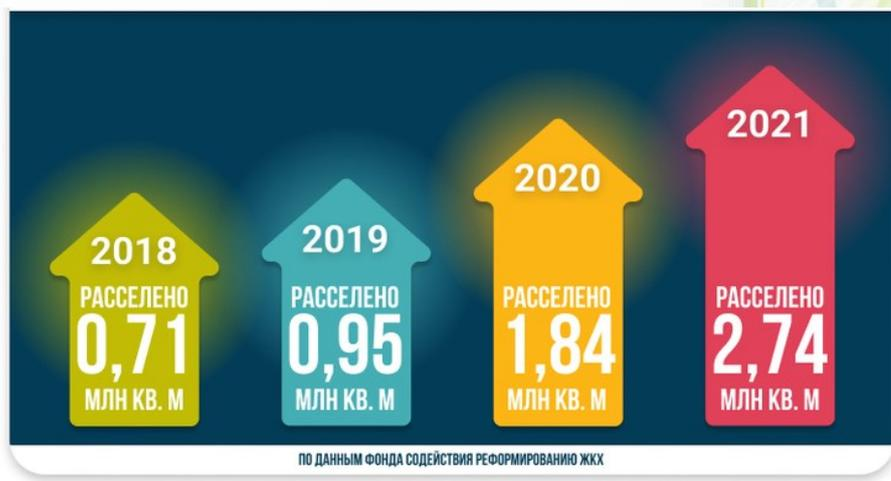 2018
РАССЕЛЕНО
0,71
МЛН КВ. М
2019
РАССЕЛЕНО
0,95
МЛН КВ. М
2020
РАССЕЛЕНО
1,84
МЛН КВ. М
2021
РАССЕЛЕНО
2,74
МЛН КВ. М
ПО ДАННЫМ ФОНДА СОДЕЙСТВИЯ РЕФОРМИРОВАНИЮ ЖКХ